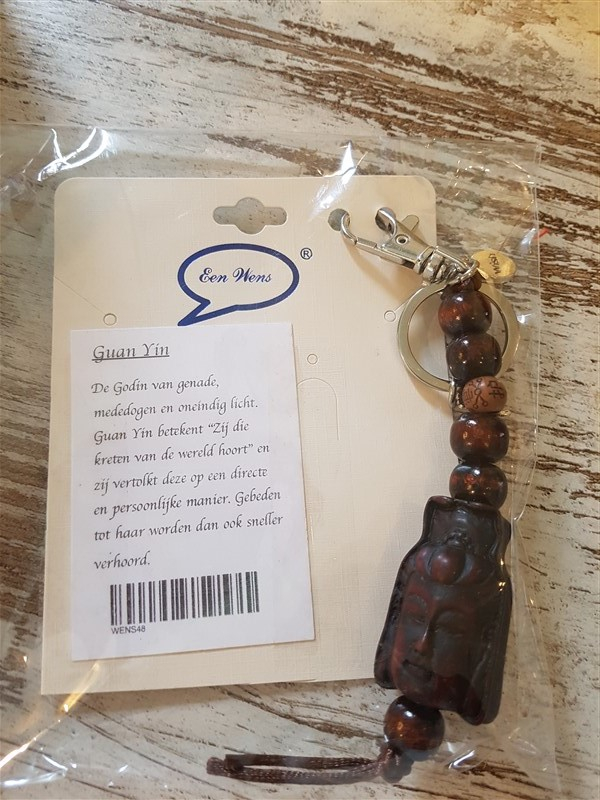 Een Wens ®
Guan Yin
De Godin van genade,
mededogen en oneindig licht.
Guan Yin betekent "Zij die
kreten van de wereld hoort" en
zij vertolkt deze op een directe
en persoonlijke manier. Gebeden
tot haar worden dan ook sneller
verhoord.
WENS48